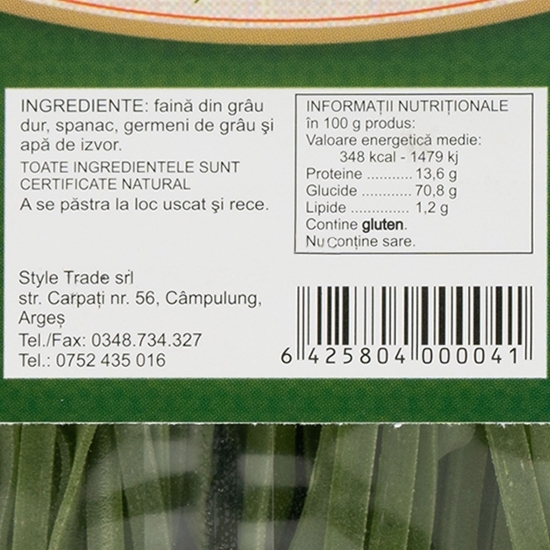 INGREDIENTE: faină din grâu
dur, spanac, germeni de grâu şi
apă de izvor.
TOATE INGREDIENTELE SUNT
CERTIFICATE NATURAL
A se păstra la loc uscat şi rece.
INFORMAŢII NUTRIŢIONALE
în 100 g produs:
Valoare energetică medie:
348 kcal - 1479 kj
Proteine ............ 13,6 g
Glucide .............. 70,8 g
Lipide ................. 1,2 g
Contine gluten.
Nu Conţine sare.
Style Trade srl
str. Carpaţi nr. 56, Câmpulung,
Argeş
Tel./Fax: 0348.734.327
Tel.: 0752 435 016
6 425804 000041